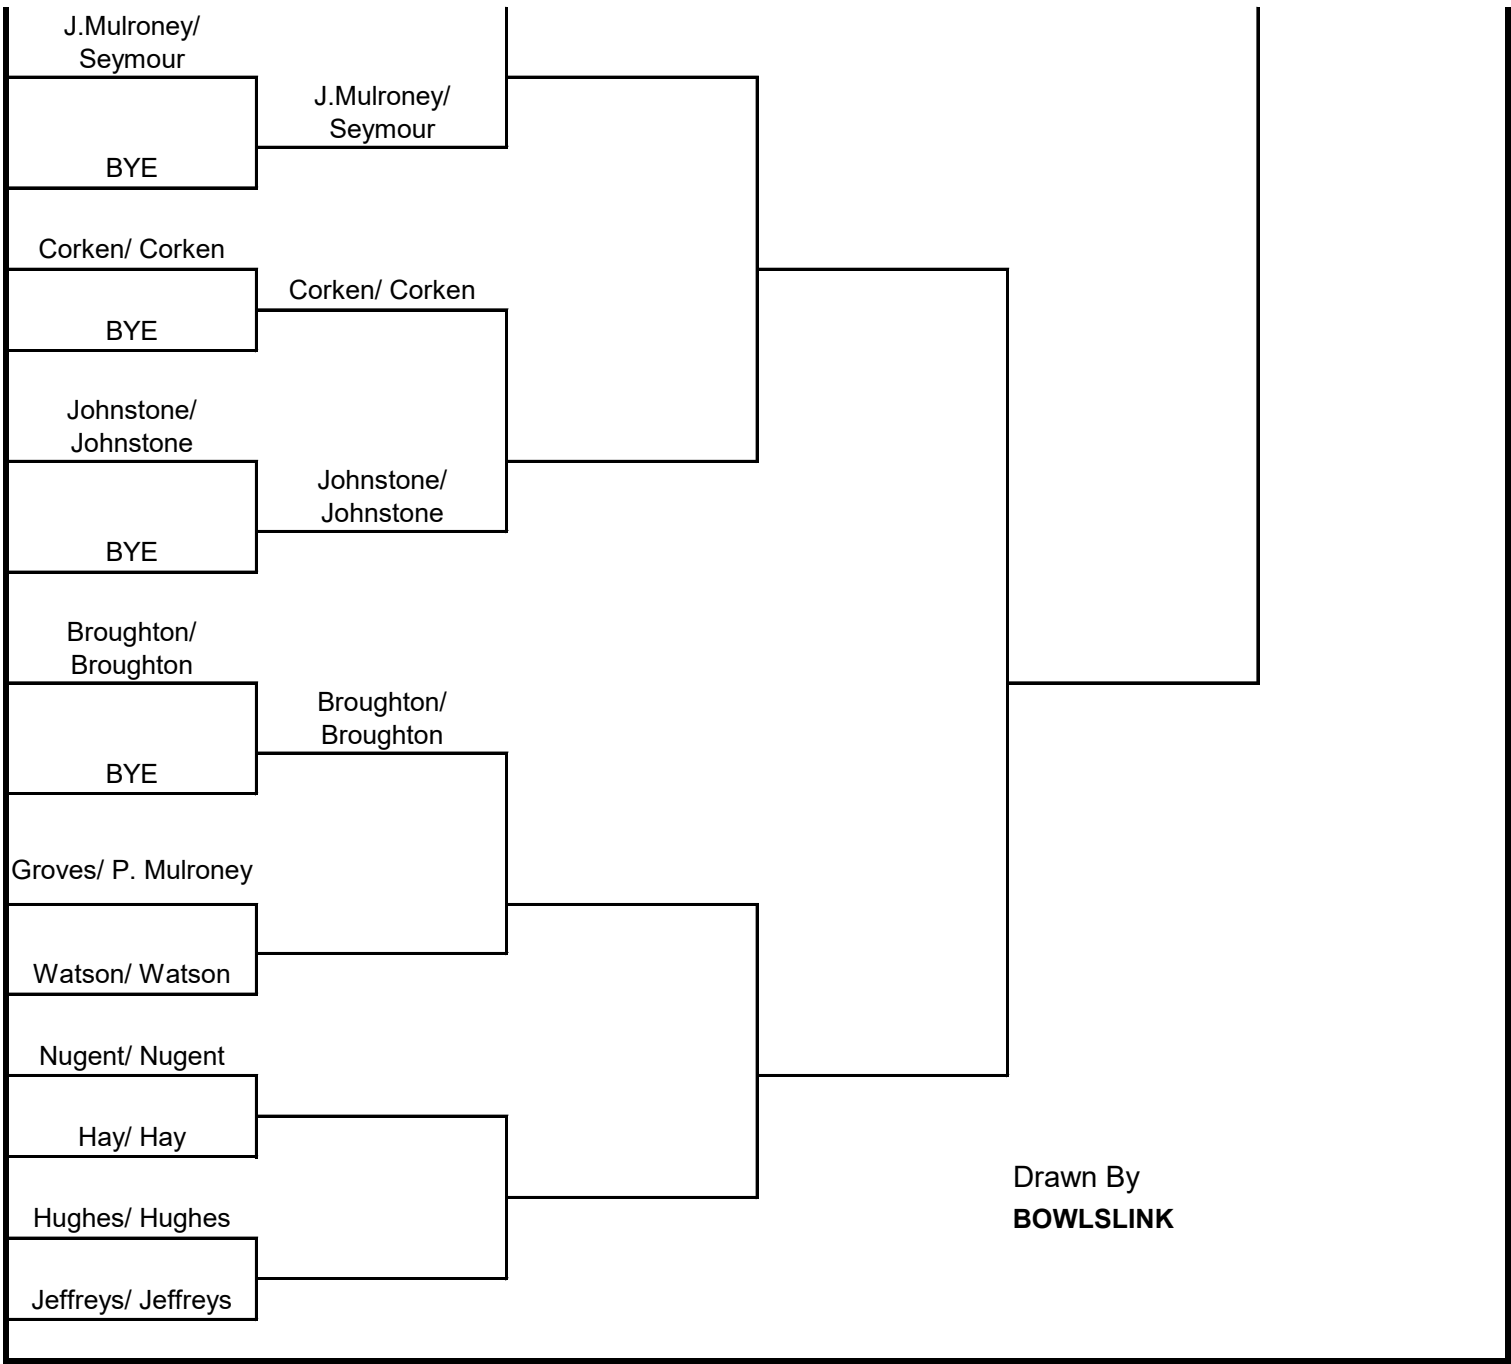 J.Mulroney/
Seymour
J.Mulroney/
Seymour
BYE
Corken/ Corken
Corken/ Corken
BYE
Johnstone/
Johnstone
Johnstone/
Johnstone
BYE
Broughton/
Broughton
Broughton/
Broughton
BYE
Groves/ P. Mulroney
Watson/ Watson
Nugent/ Nugent
Hay/ Hay
Drawn By
Hughes/ Hughes
BOWLSLINK
Jeffreys/ Jeffreys